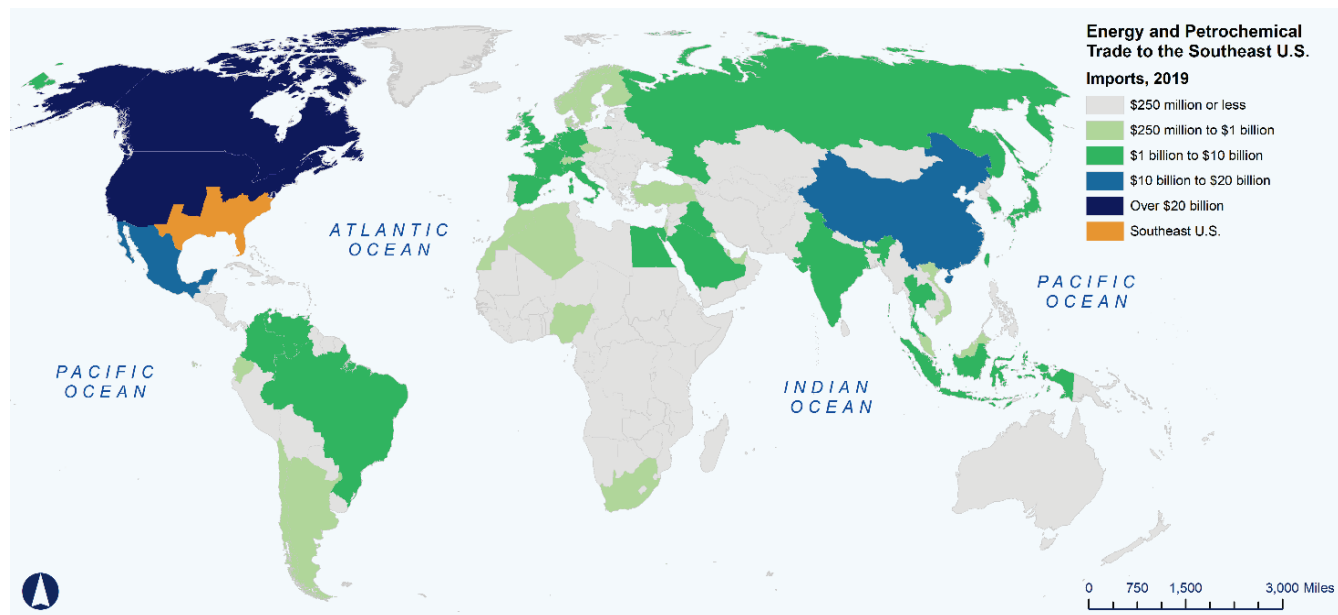 Energy and Petrochemical
Trade to the Southeast U.S.
Imports, 2019
$250 million or less
$250 million to $1 billion
$1 billion to $10 billion
$10 billion to $20 billion
Over $20 billion
Southeast U.S.
ATLANTIC
OCEAN
PACIFIC
OCEAN
PACIFIC
OCEAN
INDIAN
OCEAN
0 750 1,500 3,000 Miles